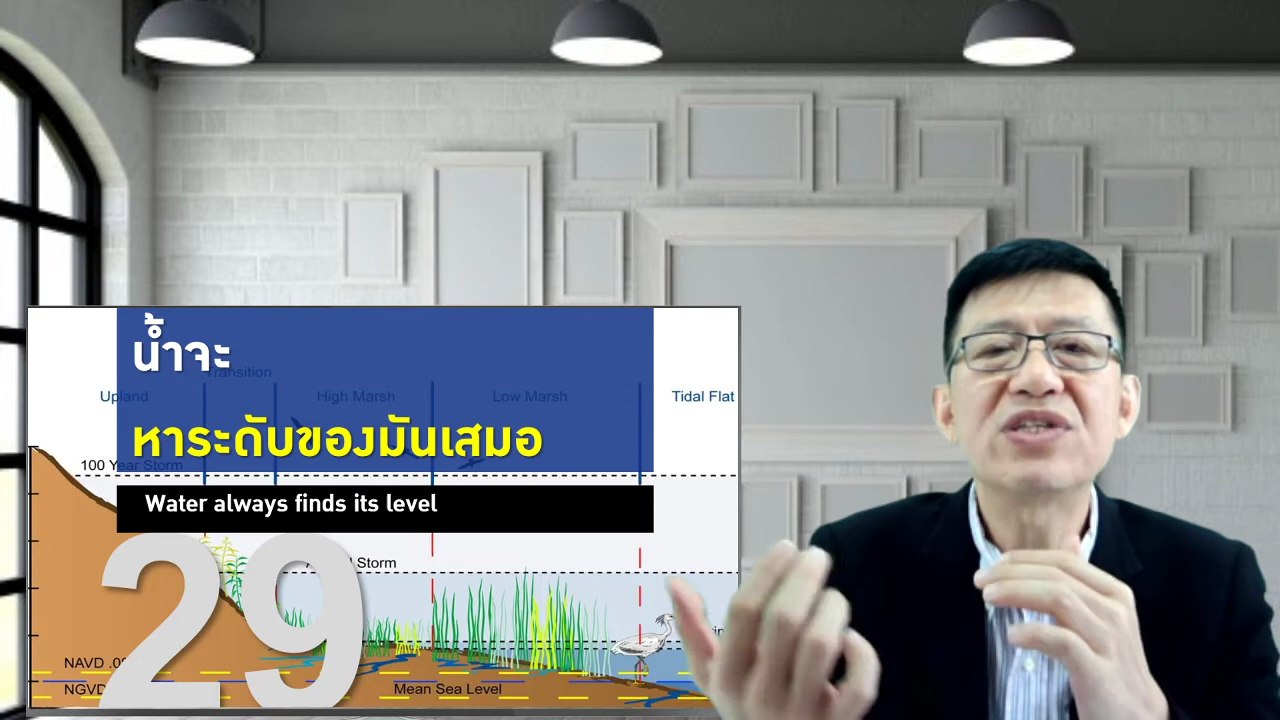 น้ำจะ
Transition
Upland
High Marsh
Low Marsh
Tidal Flat
หาระดับของมันเสมอ
100 Year Storm
Water always finds its level
29
Storm
NAVD
NGVD
Mean Sea Level